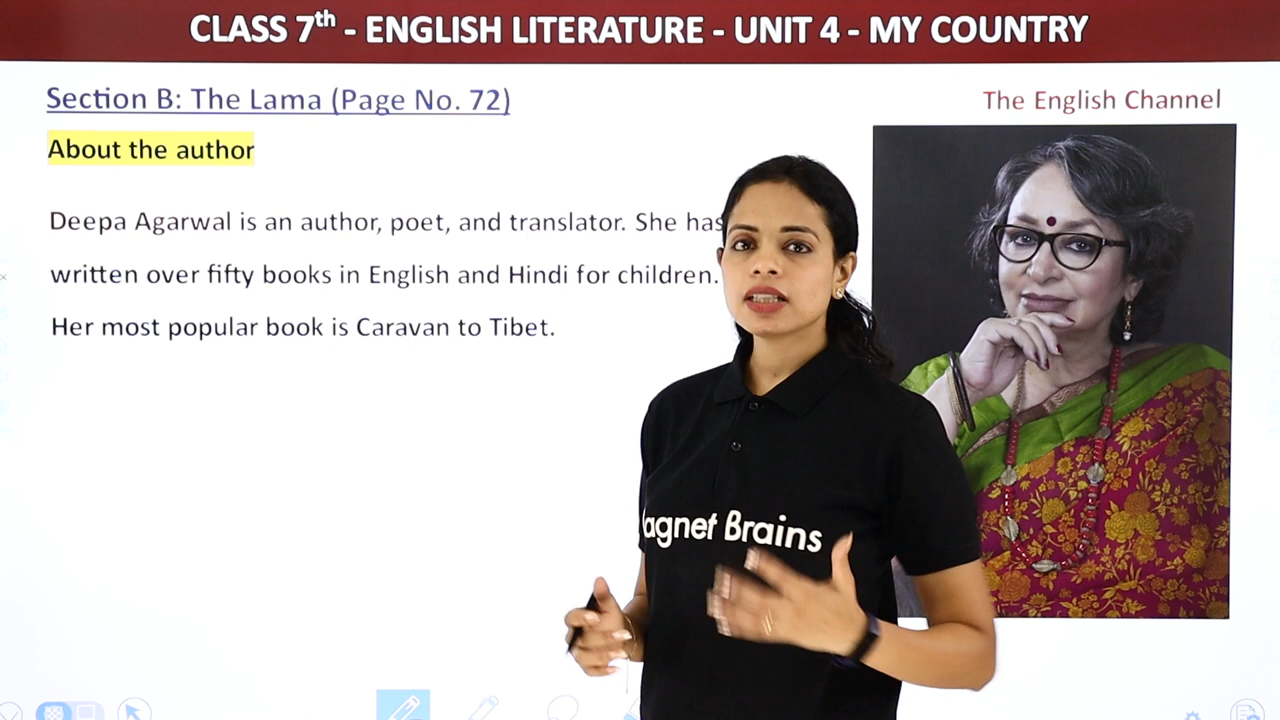 CLASS 7th - ENGLISH LITERATURE - UNIT 4 - MY COUNTRY
Section B: The Lama (Page No. 72)
The English Channel
About the author
Deepa Agarwal is an author, poet, and translator. She has
written over fifty books in English and Hindi for children.
Her most popular book is Caravan to Tibet.
agnet Brains